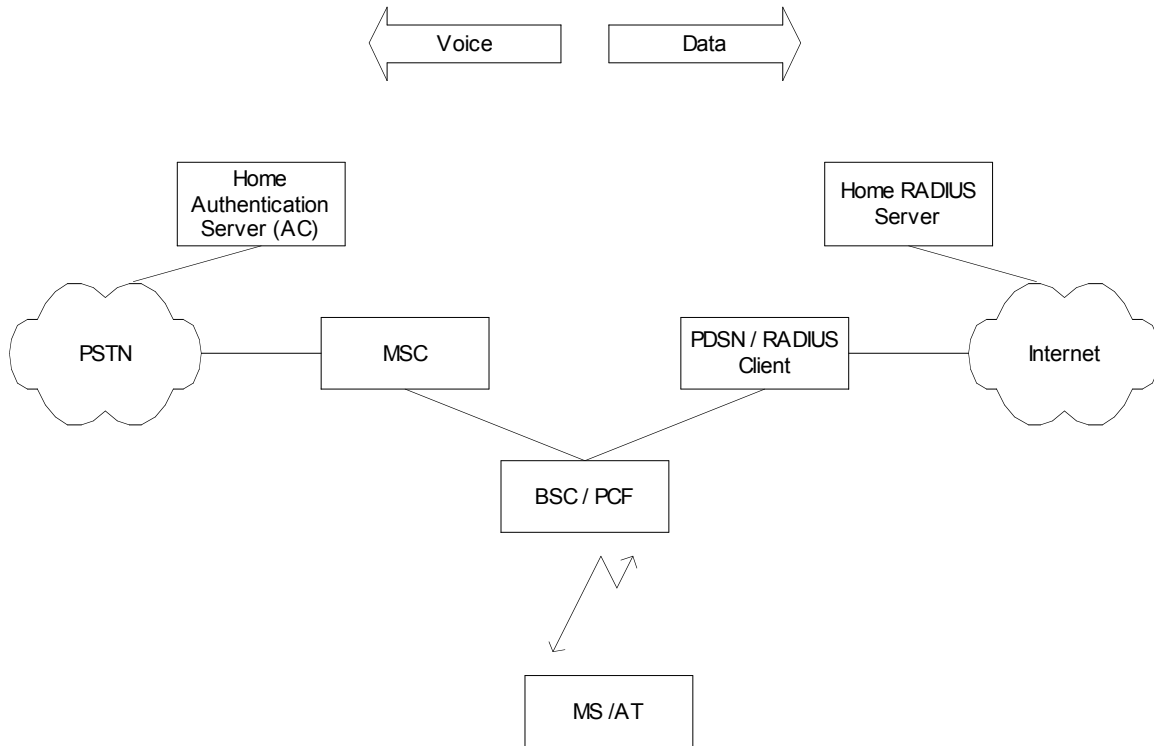 Voice
Data
Home
Authentication
Server (AC)
Home RADIUS
Server
PSTN
MSC
PDSN / RADIUS
Client
Internet
BSC / PCF
MS /AT